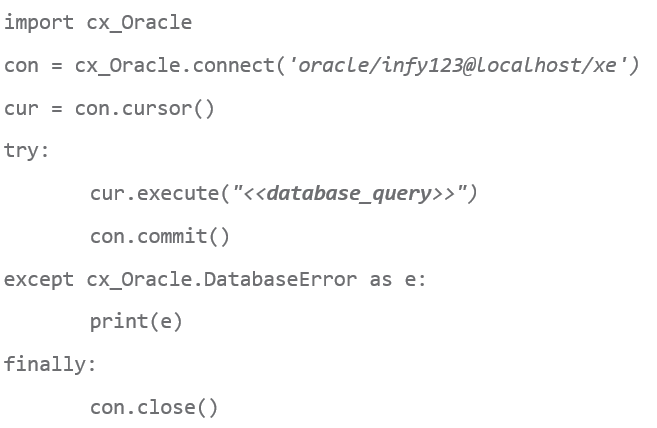 import cx_Oracle
con = cx_Oracle.connect('oracle/infy123@localhost/xe')
cur = con.cursor()
try:
        cur.execute("<<database_query>>")
        con.commit()
except cx_Oracle.DatabaseError as e:
        print(e)
finally:
        con.close()